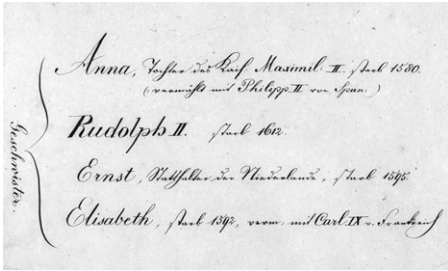 Geschwister.
Anna, Tochter des Kais. Maximil. II. starb 1580.
(vermählt mit Philipp II von Span.)
Rudolph II. starb 1612.
Ernst, Statthalter der Niederlande, starb 1595.
Elisabeth, starb 1592, verm. mit Carl IX v. Frankreich